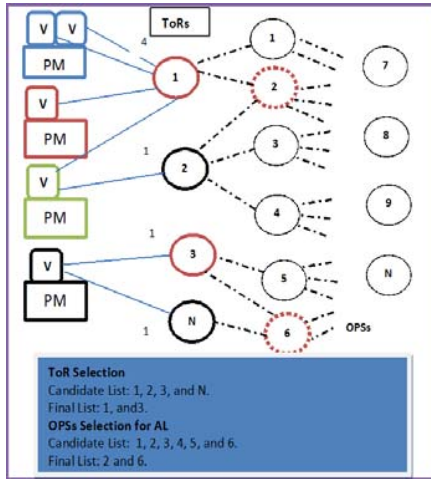 ToRs
V V
PM
V
PM
V
PM
V
PM
4
1
1
1
1
2
3
N
1
2
3
4
5
6
7
8
9
N
OPSs
ToR Selection
Candidate List: 1, 2, 3, and N.
Final List: 1, and3.
OPSs Selection for AL
Candidate List: 1, 2, 3, 4, 5, and 6.
Final List: 2 and 6.